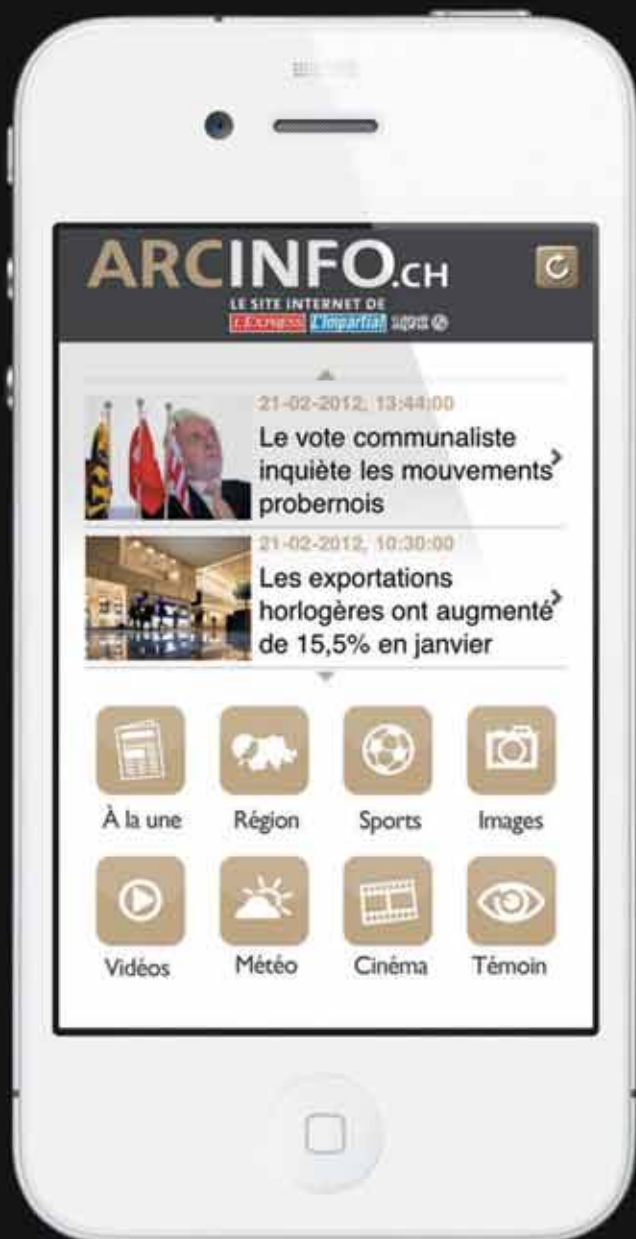 ARCINFO.CH
LE SITE INTERNET DE
L'EXPRESS L'Impartial
21-02-2012, 13:44:00
Le vote communaliste
inquiète les mouvements
probernois
21-02-2012, 10:30:00
Les exportations
horlogères ont augmenté
de 15,5% en janvier
À la une Région Sports Images
Vidéos Météo Cinéma Témoin